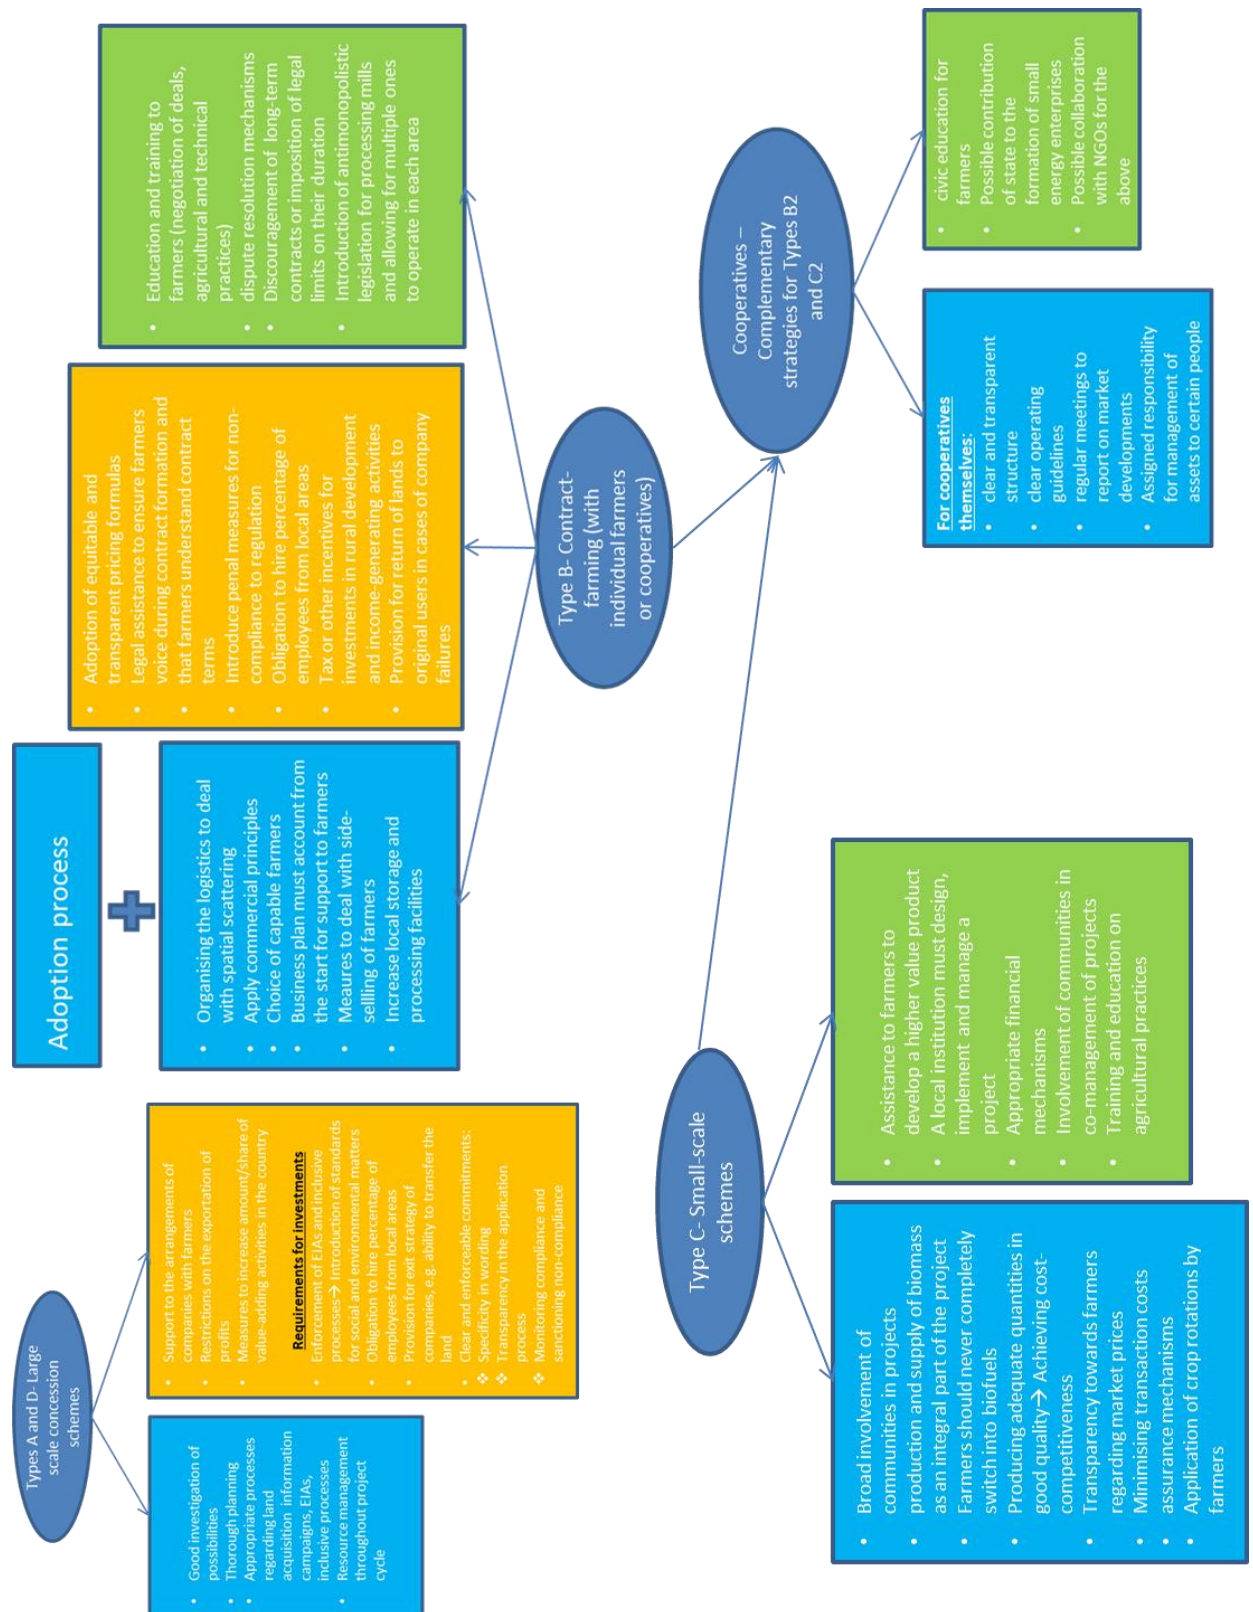 Types A and D- Large
scale concession
schemes
• Good investigation of
possibilities
• Thorough planning
• Appropriate processes
regarding land
acquisition information
campaigns, EIAs,
inclusive processes
• Resource management
throughout project
cycle
• Support to the arrangements of
companies with farmers
• Restrictions on the exportation of
profits
• Measures to increase amount/share of
value-adding activities in the country
Requirements for investments
• Enforcement of EIAs and inclusive
processes→ Introduction of standards
for social and environmental matters
• Obligation to hire percentage of
employees from local areas
• Provision for exit strategy of
companies, e.g. ability to transfer the
land
• Clear and enforceable commitments:
❖ Specificity in wording
❖ Transparency in the application
process
❖ Monitoring compliance and
sanctioning non-compliance
Adoption process
• Organising the logistics to deal
with spatial scattering
• Apply commercial principles
• Choice of capable farmers
• Business plan must account from
the start for support to farmers
• Meaures to deal with side-
sellling of farmers
• Increase local storage and
processing facilities
• Adoption of equitable and
transparent pricing formulas
• Legal assistance to ensure farmers
voice during contract formation and
that farmers understand contract
terms
• Introduce penal measures for non-
compliance to regulation
• Obligation to hire percentage of
employees from local areas
• Tax or other incentives for
investments in rural development
and income-generating activities
• Provision for return of lands to
original users in cases of company
failures
• Education and training to
farmers (negotiation of deals,
agricultural and technical
practices)
• dispute resolution mechanisms
• Discouragement of long-term
contracts or imposition of legal
limits on their duration
• Introduction of antimonopolistic
legislation for processing mills
and allowing for multiple ones
to operate in each area
Type B- Contract-
farming (with
individual farmers
or cooperatives)
Type C- Small-scale
schemes
Cooperatives –
Complementary
strategies for Types B2
and C2
• Broad involvement of
communities in projects
• production and supply of biomass
as an integral part of the project
• Farmers should never completely
switch into biofuels
• Producing adequate quantities in
good quality→ Achieving cost-
competitiveness
• Transparency towards farmers
regarding market prices
• Minimising transaction costs
• assurance mechanisms
• Application of crop rotations by
farmers
• Assistance to farmers to
develop a higher value product
• A local institution must design,
implement and manage a
project
• Appropriate financial
mechanisms
• Involvement of communities in
co-management of projects
• Training and education on
agricultural practices
For cooperatives
themselves:
• clear and transparent
structure
• clear operating
guidelines
• regular meetings to
report on market
developments
• Assigned responsibility
for management of
assets to certain people
• civic education for
farmers
• Possible contribution
of state to the
formation of small
energy enterprises
• Possible collaboration
with NGOs for the
above